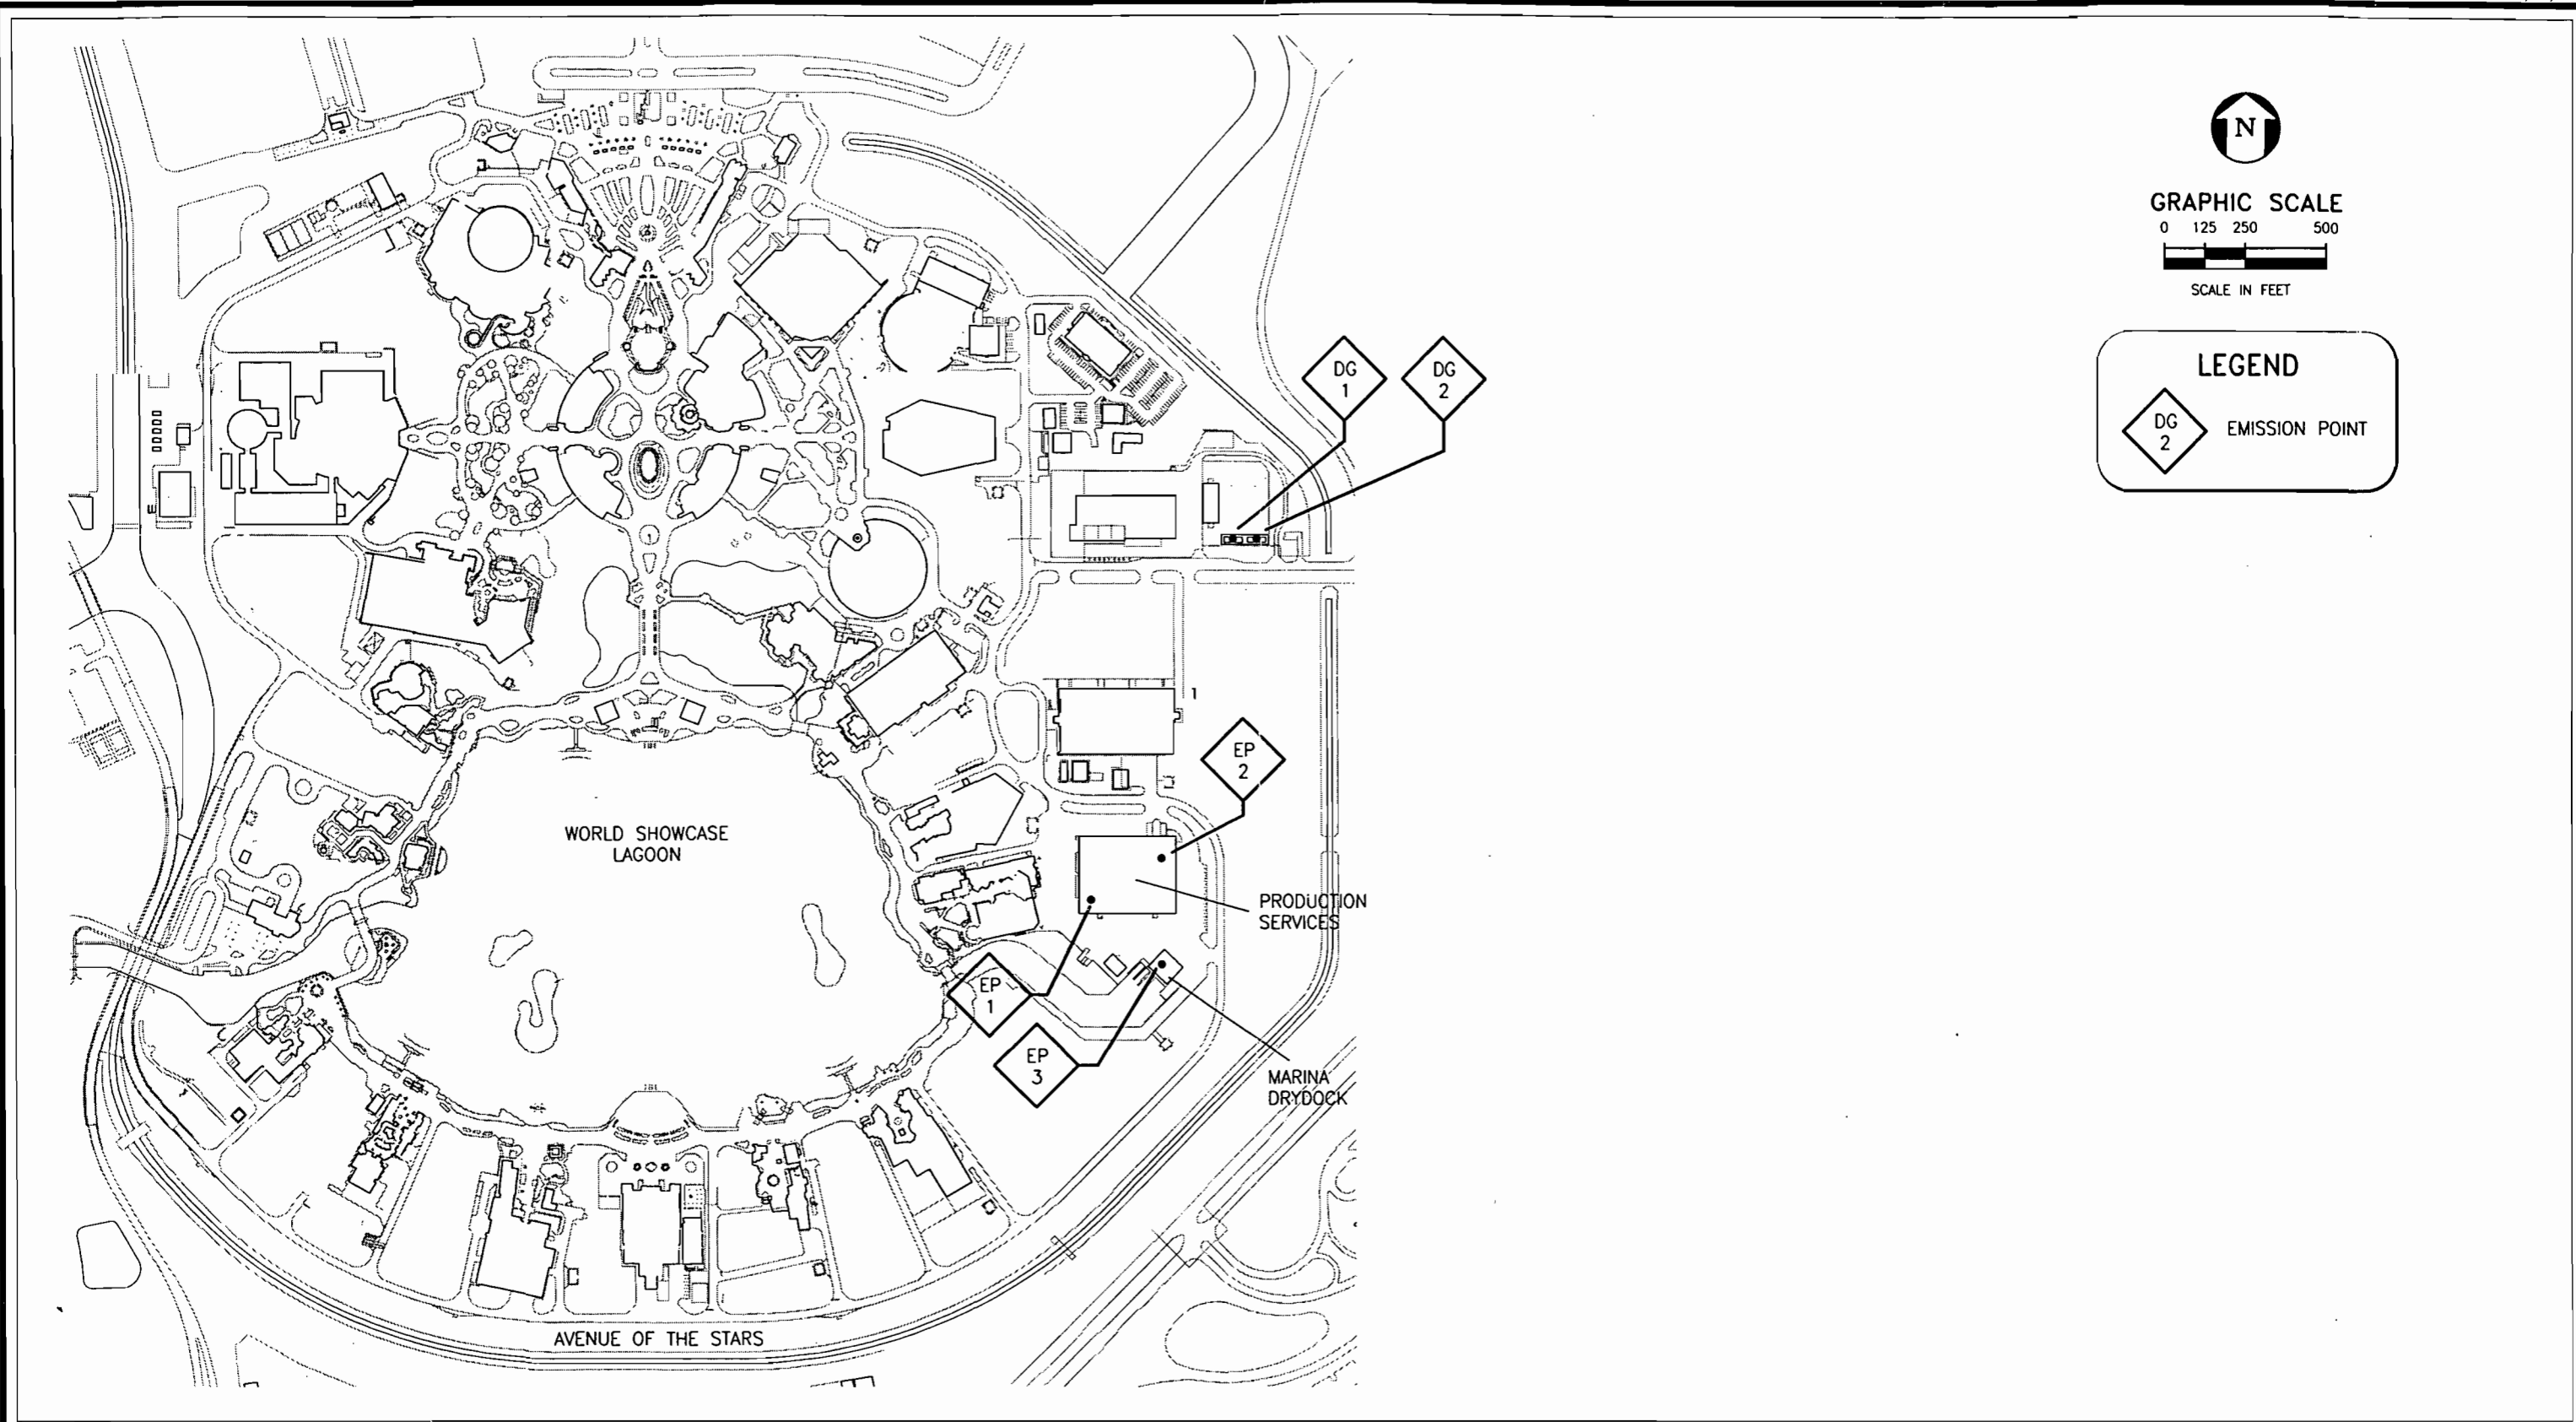 N
GRAPHIC SCALE
0 125 250 500
SCALE IN FEET
LEGEND
DG
2
EMISSION POINT
DG
1
DG
2
1
EP
2
WORLD SHOWCASE
LAGOON
PRODUCTION
SERVICES
EP
1
EP
3
MARINA
DRYDOCK
AVENUE OF THE STARS